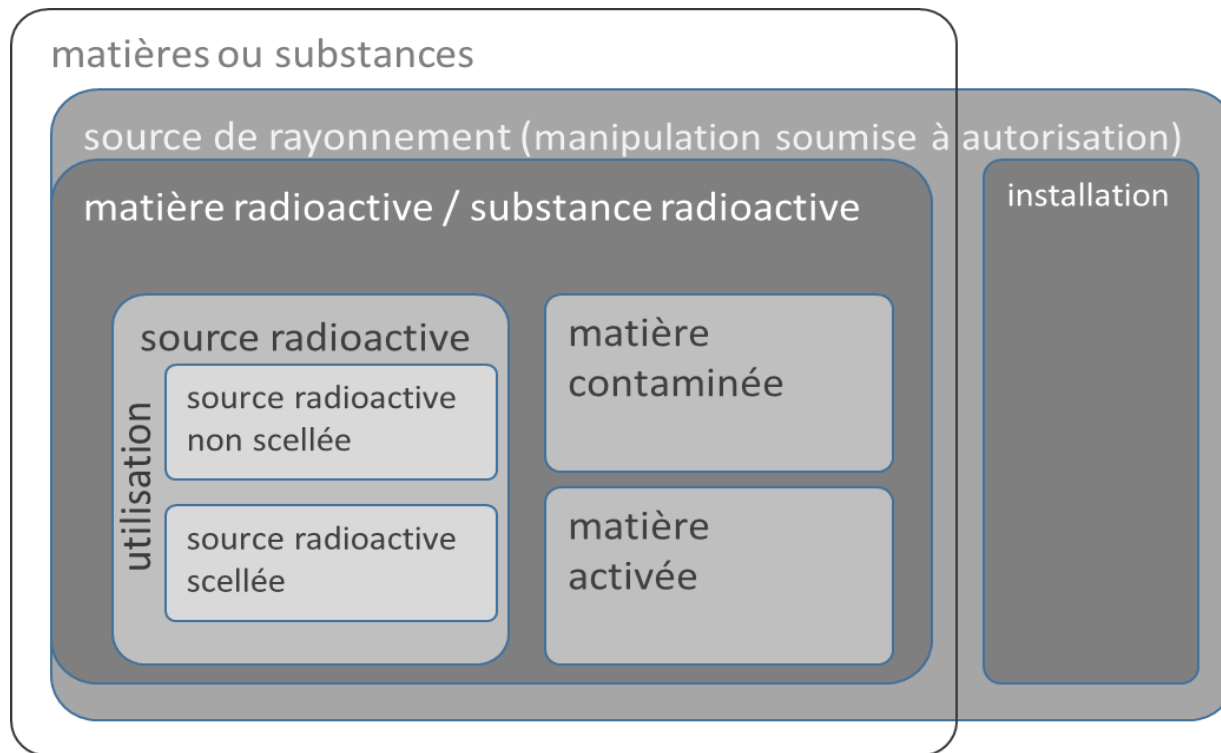 matières ou substances
source de rayonnement (manipulation soumise à autorisation)
matière radioactive / substance radioactive
installation
source radioactive
utilisation
source radioactive
non scellée
source radioactive
scellée
matière
contaminée
matière
activée